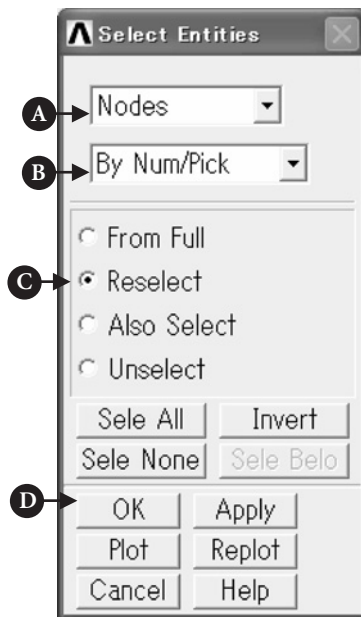 Select Entities
A Nodes
B By Num/Pick
From Full
C Reselect
Also Select
Unselect
Sele All Invert
Sele None Sele Belo
D OK Apply
Plot Replot
Cancel Help